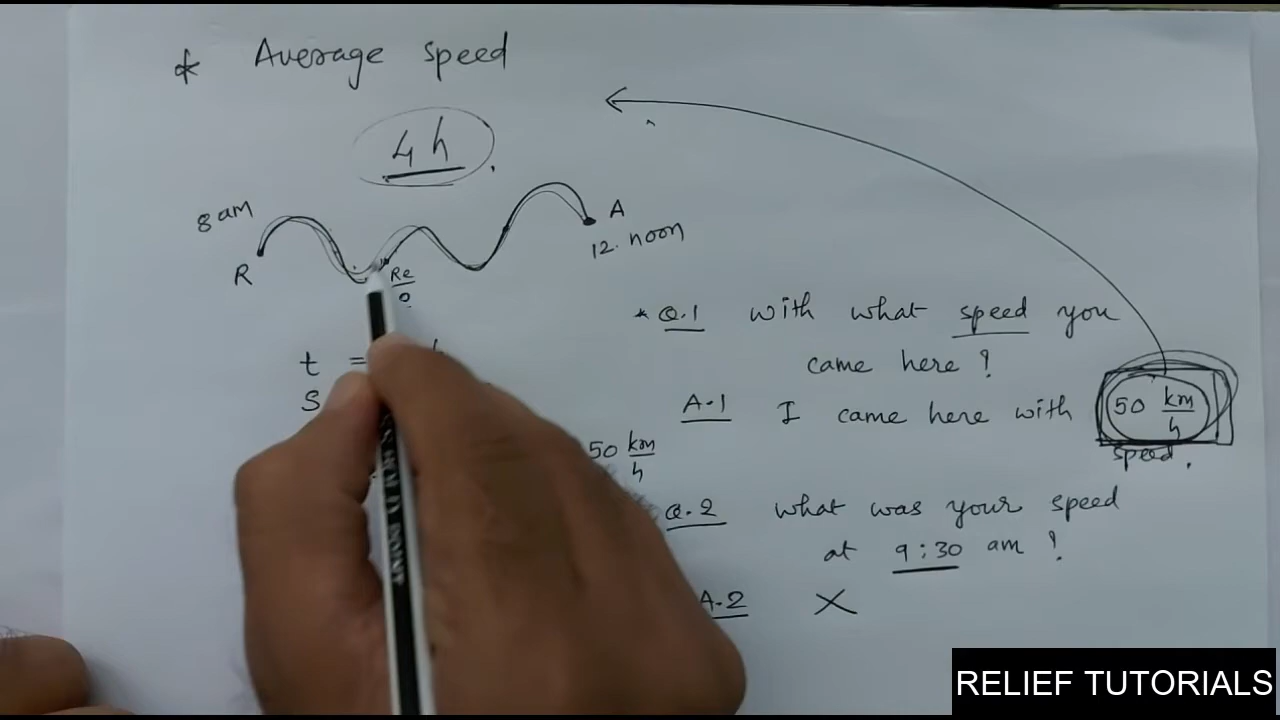 * Average speed
4 h.
8 am
A
12. noon
R
Re
0
t =
S
* Q.1 with what speed you
came here ?
A.1 I came here with 50 km/h
speed.
50 km/h
Q.2 what was your speed
at 9:30 am ?
A.2 X
RELIEF TUTORIALS